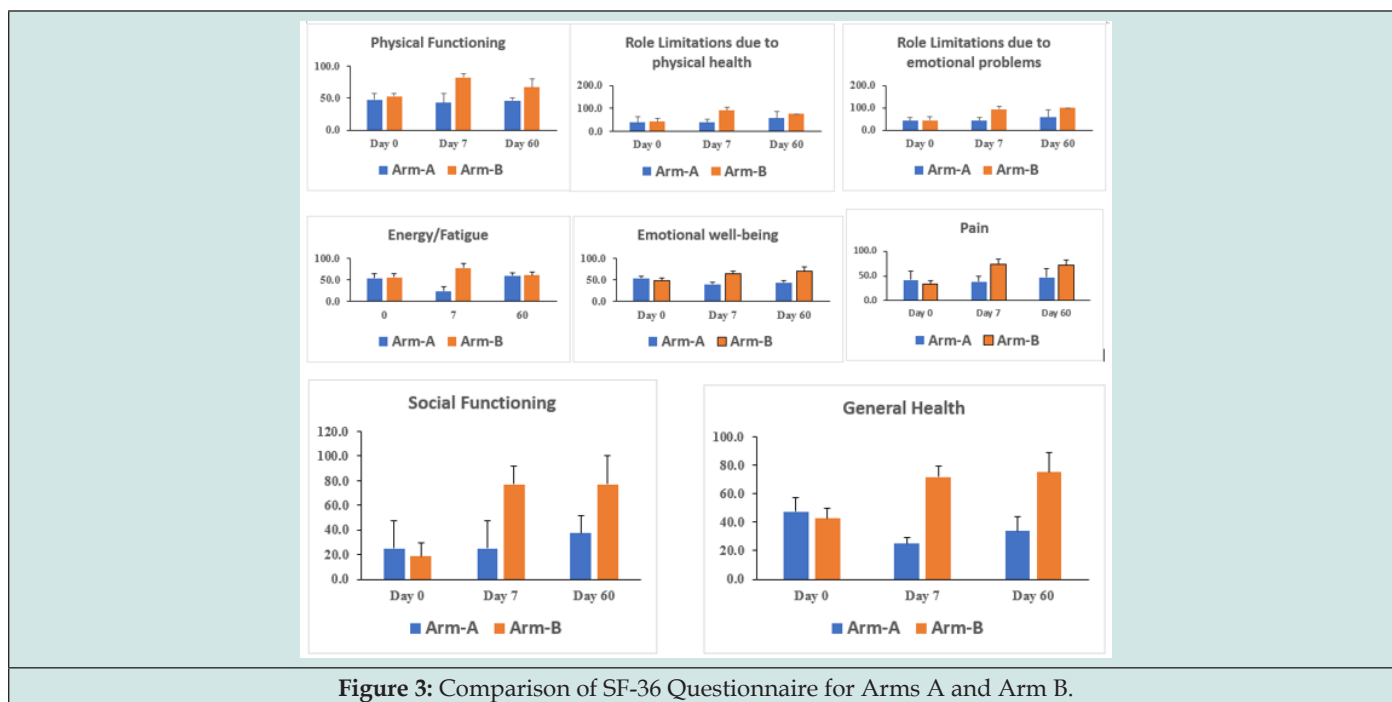 Physical Functioning
100.0
50.0
0.0
Day 0 Day 7 Day 60
Arm-A Arm-B
Role Limitations due to
physical health
200.0
100.0
0.0
Day 0 Day 7 Day 60
Arm-A Arm-B
Role Limitations due to
emotional problems
200.0
100.0
0.0
Day 0 Day 7 Day 60
Arm-A Arm-B
Energy/Fatigue
100.0
50.0
0.0
0 7 60
Arm-A Arm-B
Emotional well-being
100.0
50.0
0.0
Day 0 Day 7 Day 60
Arm-A Arm-B
Pain
100.0
50.0
0.0
Day 0 Day 7 Day 60
Arm-A Arm-B
Social Functioning
120.0
100.0
80.0
60.0
40.0
20.0
0.0
Day 0 Day 7 Day 60
Arm-A Arm-B
General Health
100.0
80.0
60.0
40.0
20.0
0.0
Day 0 Day 7 Day 60
Arm-A Arm-B
Figure 3: Comparison of SF-36 Questionnaire for Arms A and Arm B.